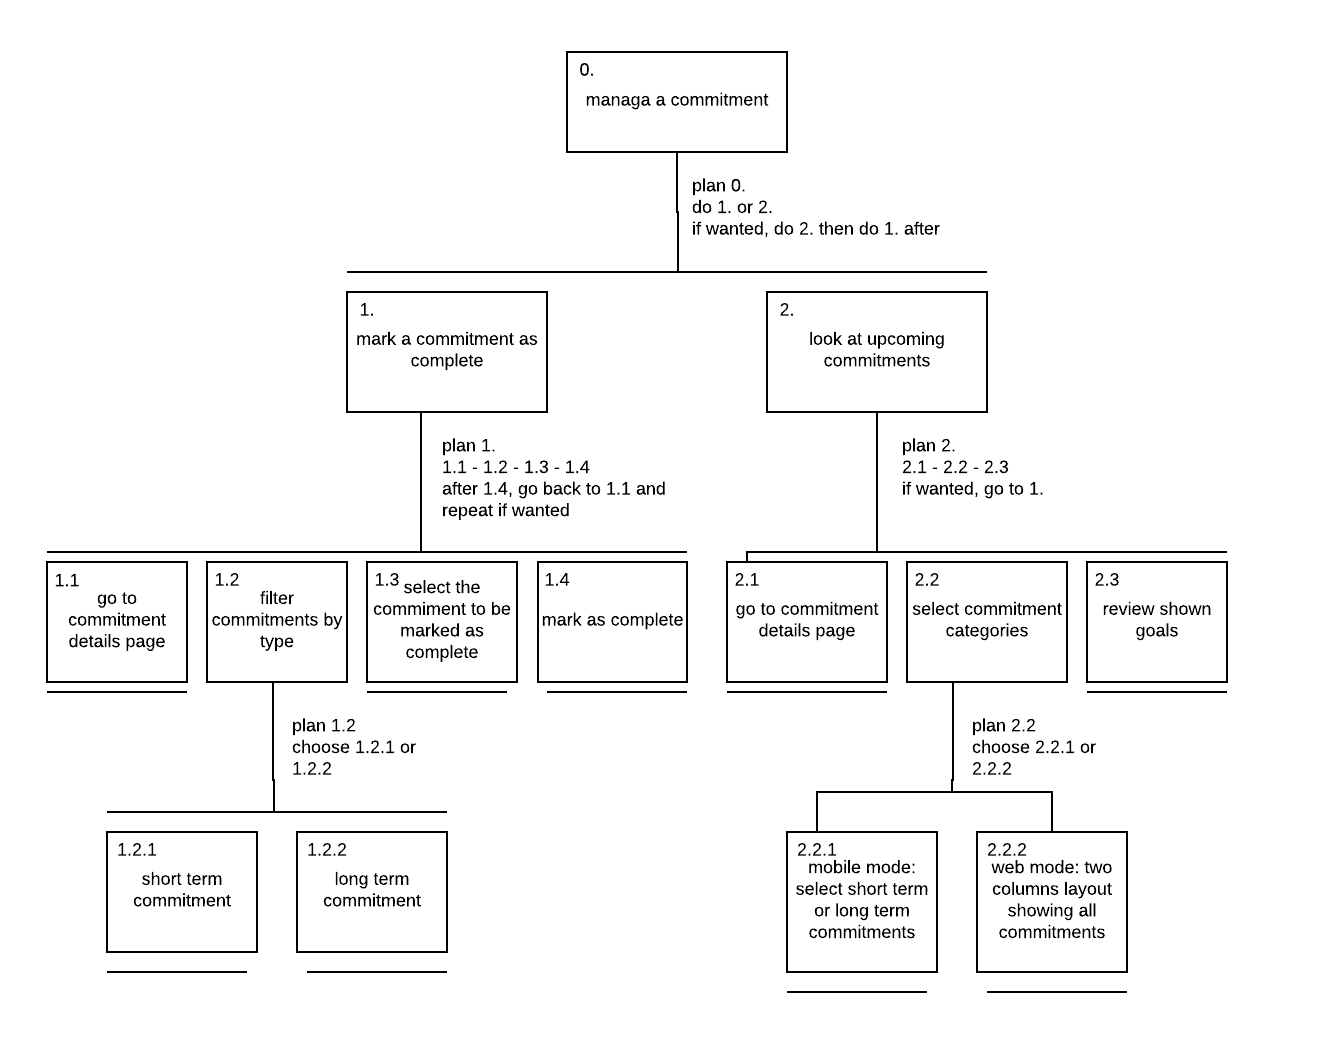 0.
managa a commitment
plan 0.
do 1. or 2.
if wanted, do 2. then do 1. after
1.
mark a commitment as
complete
2.
look at upcoming
commitments
plan 1.
1.1 - 1.2 - 1.3 - 1.4
after 1.4, go back to 1.1 and
repeat if wanted
plan 2.
2.1 - 2.2 - 2.3
if wanted, go to 1.
1.1
go to
commitment
details page
1.2
filter
commitments by
type
1.3
select the
commiment to be
marked as
complete
1.4
mark as complete
2.1
go to commitment
details page
2.2
select commitment
categories
2.3
review shown
goals
plan 1.2
choose 1.2.1 or
1.2.2
plan 2.2
choose 2.2.1 or
2.2.2
1.2.1
short term
commitment
1.2.2
long term
commitment
2.2.1
mobile mode:
select short term
or long term
commitments
2.2.2
web mode: two
columns layout
showing all
commitments